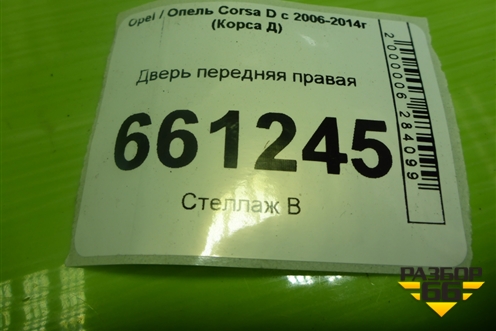 Opel / Опель Corsa D с 2006-2014г
(Корса Д)
Дверь передняя правая
661245
Стеллаж В
2000006284099
РАЗБОР
66